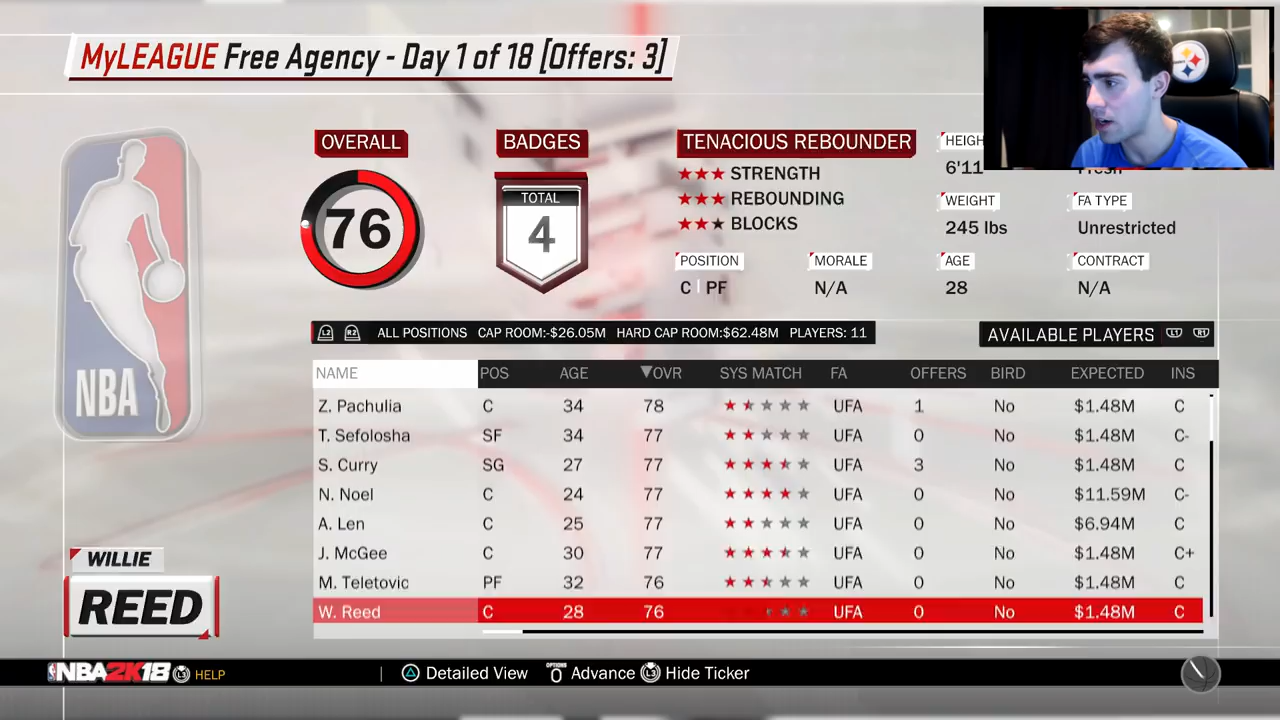 MyLEAGUE Free Agency - Day 1 of 18 [Offers: 3]
OVERALL
76
BADGES
TOTAL
4
TENACIOUS REBOUNDER
STRENGTH
REBOUNDING
BLOCKS
POSITION
C | PF
MORALE
N/A
6'11
WEIGHT
245 lbs
AGE
28
FA TYPE
Unrestricted
CONTRACT
N/A
NBA
L2 R2 ALL POSITIONS CAP ROOM:-$26.05M HARD CAP ROOM:$62.48M PLAYERS: 11
AVAILABLE PLAYERS L1 R1
NAME POS AGE OVR SYS MATCH FA OFFERS BIRD EXPECTED INS
Z. Pachulia C 34 78 UFA 1 No $1.48M C
T. Sefolosha SF 34 77 UFA 0 No $1.48M C-
S. Curry SG 27 77 UFA 3 No $1.48M C
N. Noel C 24 77 UFA 0 No $11.59M C-
A. Len C 25 77 UFA 0 No $6.94M C
J. McGee C 30 77 UFA 0 No $1.48M C+
M. Teletovic PF 32 76 UFA 0 No $1.48M C
W. Reed C 28 76 UFA 0 No $1.48M C
WILLIE
REED
NBA2K18 L3 HELP
Detailed View OPTIONS Advance L3 Hide Ticker